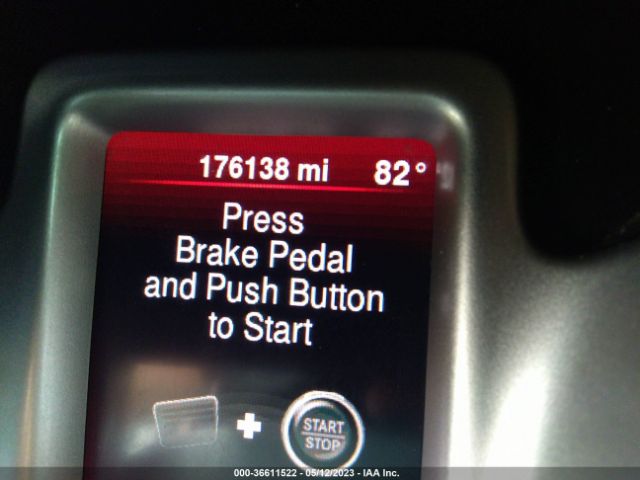 176138 mi 82°
Press
Brake Pedal
and Push Button
to Start
START
STOP
000-36611522 - 05/12/2023 - IAA Inc.